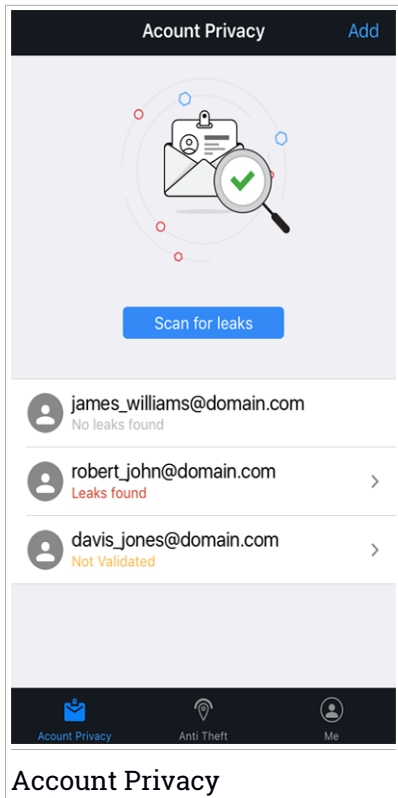 Acount Privacy Add
Scan for leaks
james_williams@domain.com
No leaks found
robert_john@domain.com
Leaks found
davis_jones@domain.com
Not Validated
Acount Privacy Anti Theft Me
Account Privacy